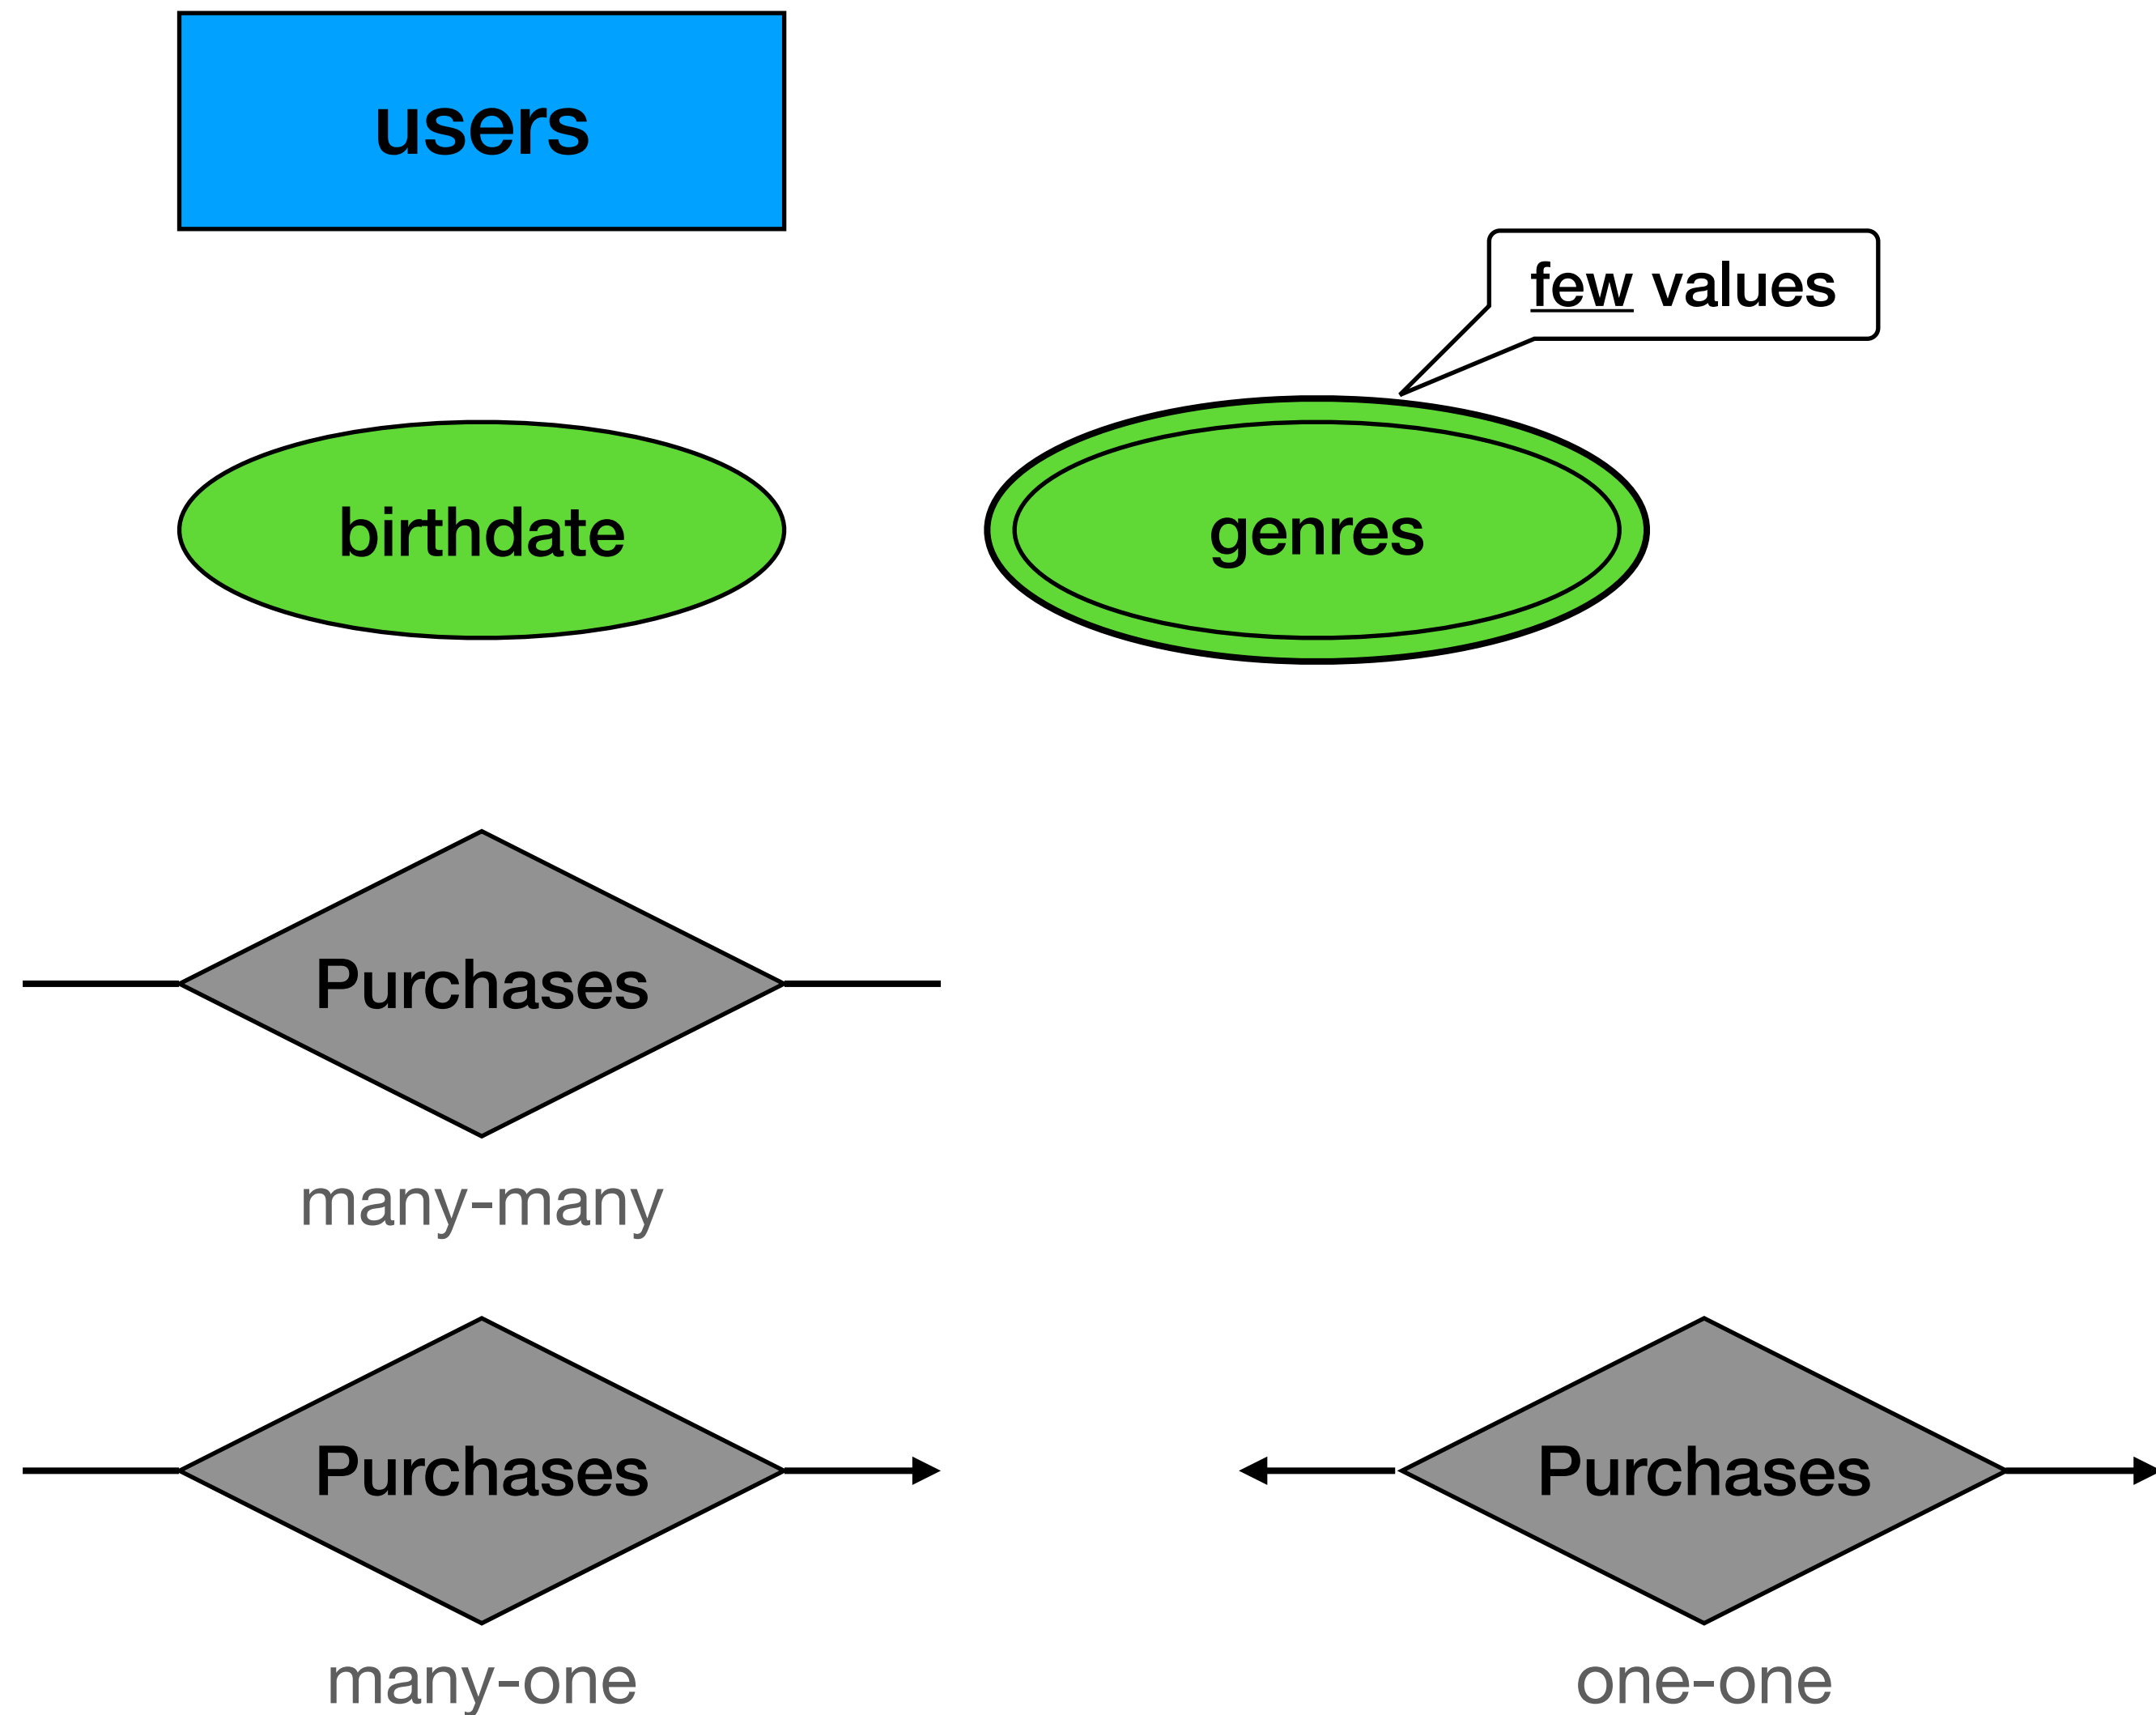 users
few values
birthdate
genres
Purchases
many-many
Purchases
Purchases
many-one
one-one